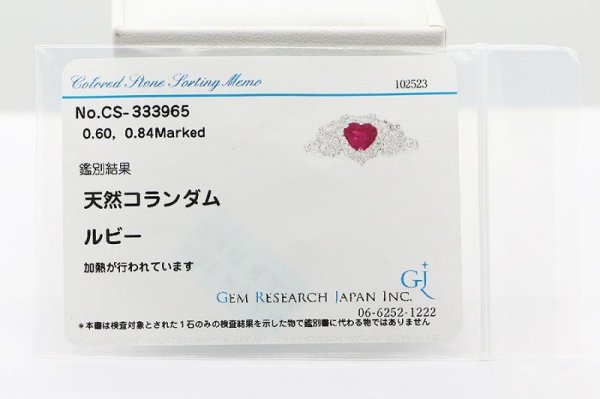 Colored Stone Sorting Memo
102523
No.CS-333965
0.60, 0.84Marked
鑑別結果
天然コランダム
ルビー
加熱が行われています
GJ
GEM RESEARCH JAPAN INC.
06-6252-1222
*本書は検査対象とされた1石のみの検査結果を示した物で鑑別書に代わる物ではありません